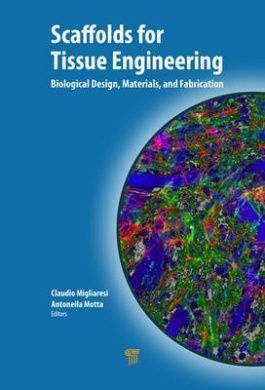 Scaffolds for
Tissue Engineering
Biological Design, Materials, and Fabrication
Claudio Migliaresi
Antonella Motta
Editors